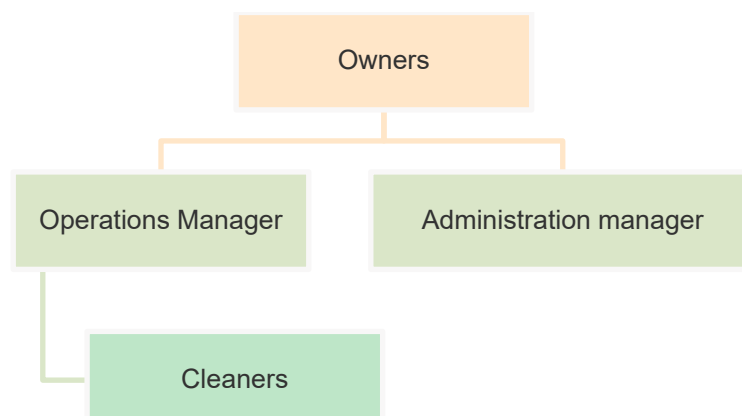 Owners
Operations Manager
Administration manager
Cleaners